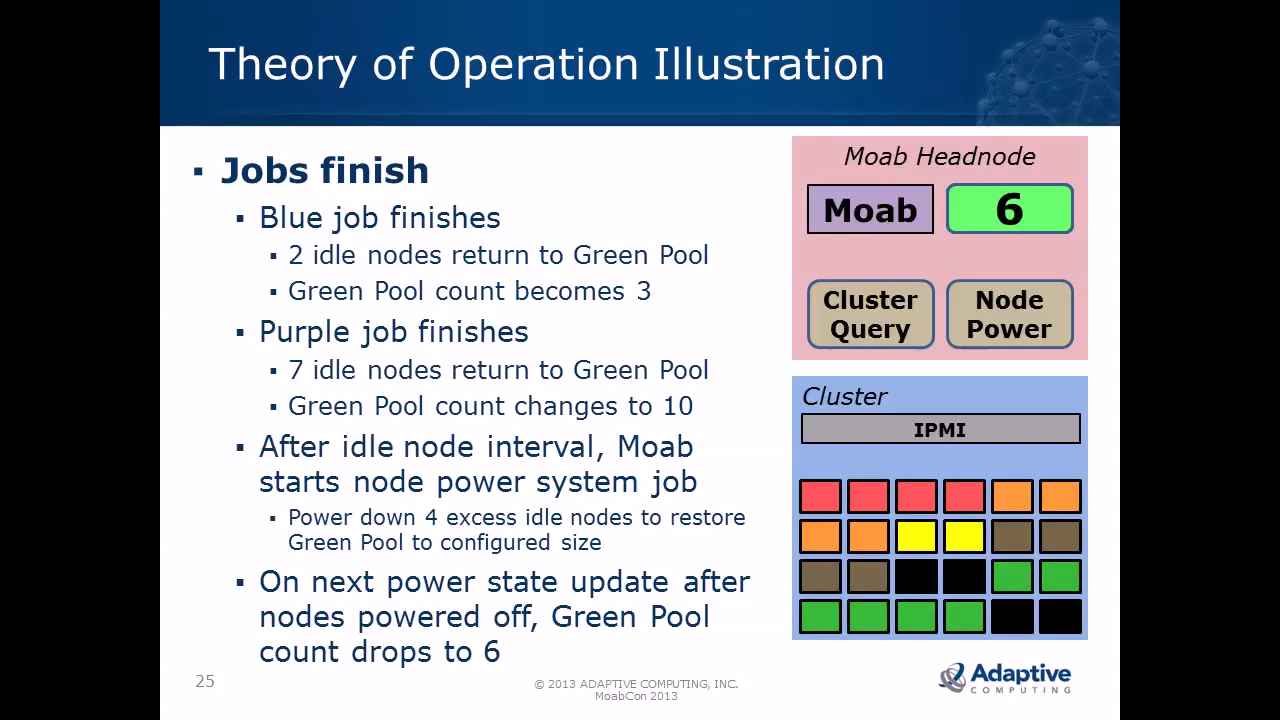 Theory of Operation Illustration
▪ Jobs finish
▪ Blue job finishes
▪ 2 idle nodes return to Green Pool
▪ Green Pool count becomes 3
▪ Purple job finishes
▪ 7 idle nodes return to Green Pool
▪ Green Pool count changes to 10
▪ After idle node interval, Moab
starts node power system job
▪ Power down 4 excess idle nodes to restore
Green Pool to configured size
▪ On next power state update after
nodes powered off, Green Pool
count drops to 6
Moab Headnode
Moab
6
Cluster
Query
Node
Power
Cluster
IPMI
25
© 2013 ADAPTIVE COMPUTING, INC.
MoabCon 2013
Adaptive
COMPUTING